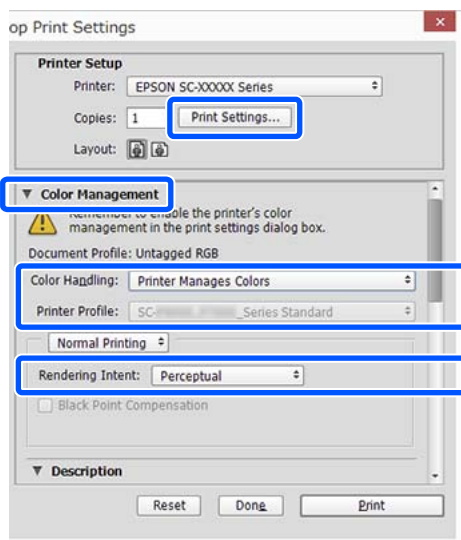 op Print Settings
Printer Setup
Printer: EPSON SC-XXXXX Series
Copies: 1 Print Settings...
Layout:
Color Management
Remember to enable the printer's color
management in the print settings dialog box.
Document Profile: Untagged RGB
Color Handling: Printer Manages Colors
Printer Profile: SC- _Series Standard
Normal Printing
Rendering Intent: Perceptual
Black Point Compensation
Description
Reset Done Print